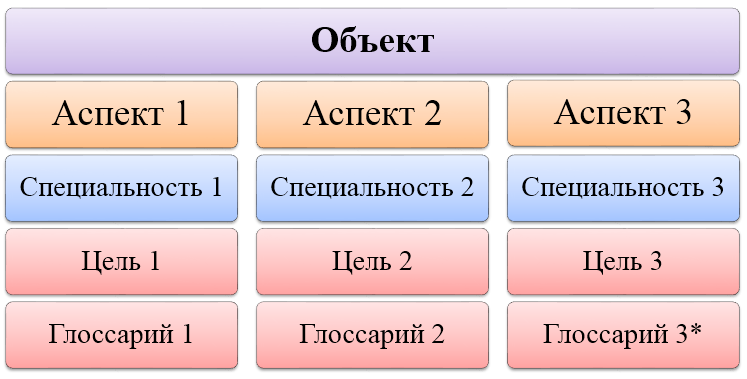 Объект
Аспект 1 Аспект 2 Аспект 3
Специальность 1 Специальность 2 Специальность 3
Цель 1 Цель 2 Цель 3
Глоссарий 1 Глоссарий 2 Глоссарий 3*